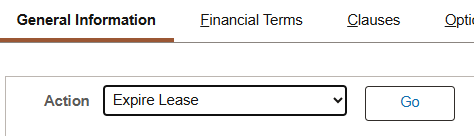 General Information Financial Terms Clauses Opti
Action Expire Lease Go